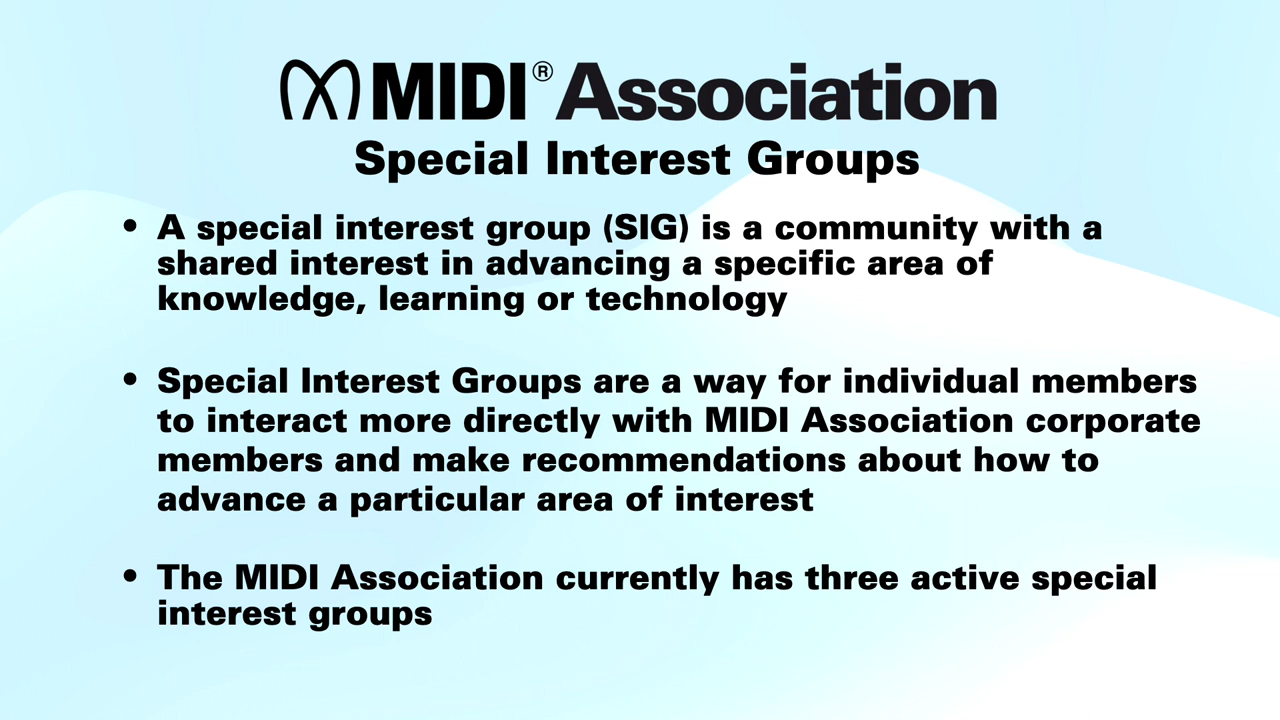 MIDI® Association
Special Interest Groups
• A special interest group (SIG) is a community with a
shared interest in advancing a specific area of
knowledge, learning or technology
• Special Interest Groups are a way for individual members
to interact more directly with MIDI Association corporate
members and make recommendations about how to
advance a particular area of interest
• The MIDI Association currently has three active special
interest groups